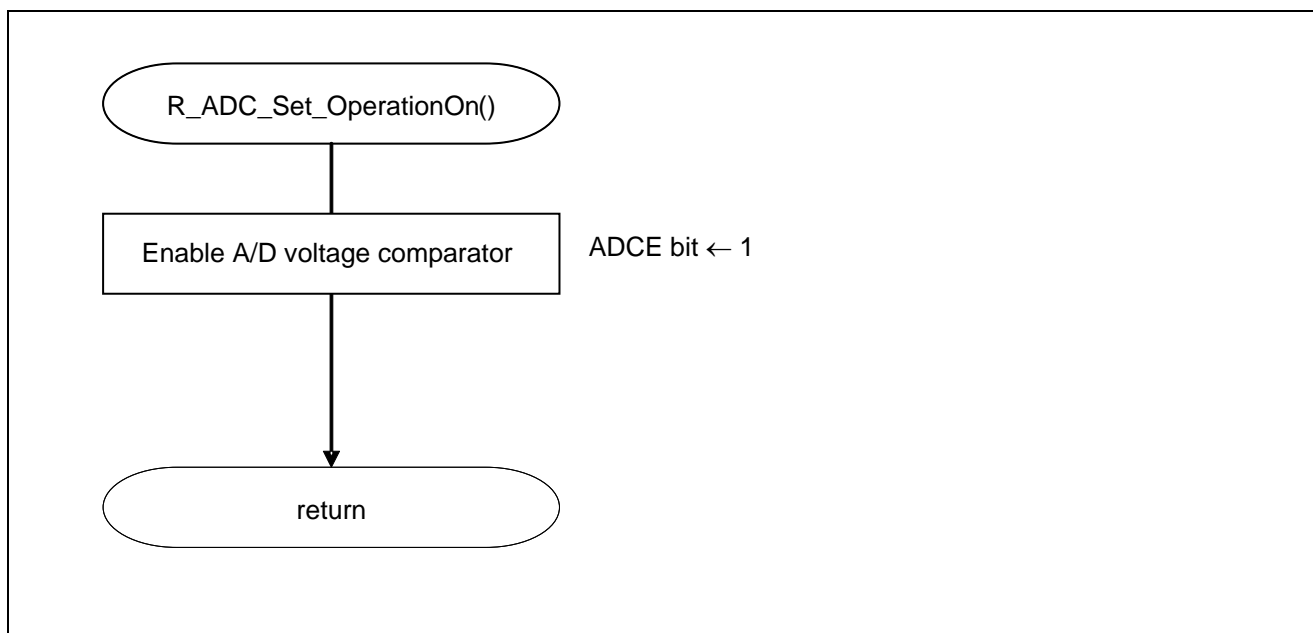 R_ADC_Set_OperationOn()
Enable A/D voltage comparator
ADCE bit ← 1
return